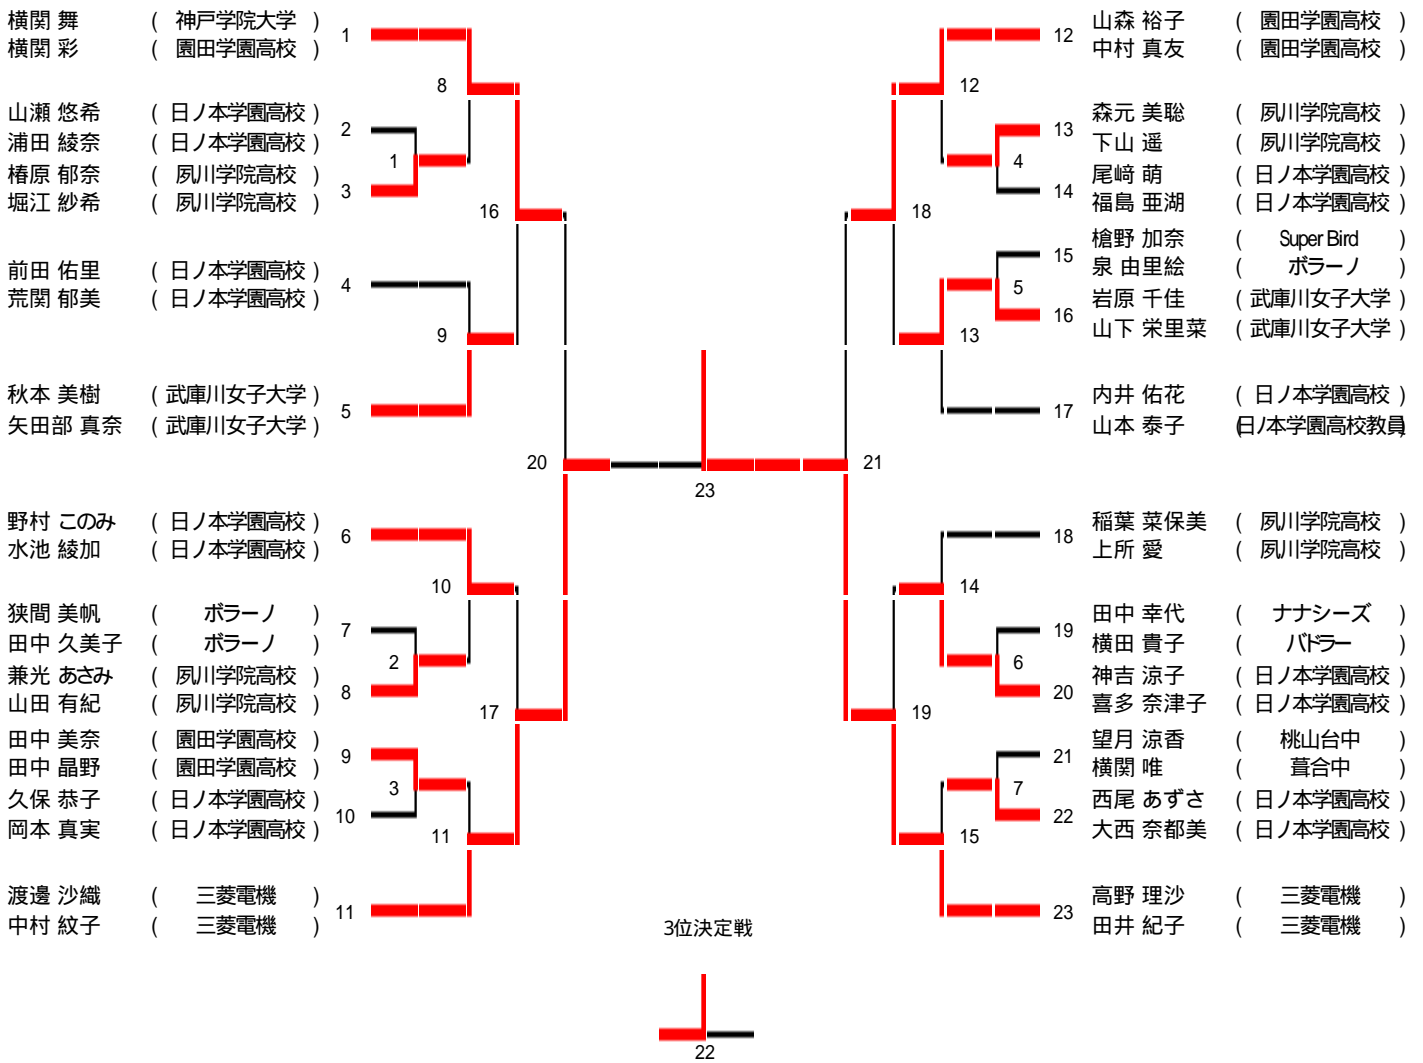 横関 舞 ( 神戸学院大学 )
横関 彩 ( 園田学園高校 )
1
8
山瀬 悠希 ( 日ノ本学園高校 )
浦田 綾奈 ( 日ノ本学園高校 )
2
1
椿原 郁奈 ( 夙川学院高校 )
堀江 紗希 ( 夙川学院高校 )
3
16
前田 佑里 ( 日ノ本学園高校 )
荒関 郁美 ( 日ノ本学園高校 )
4
9
秋本 美樹 ( 武庫川女子大学 )
矢田部 真奈 ( 武庫川女子大学 )
5
20
野村 このみ ( 日ノ本学園高校 )
水池 綾加 ( 日ノ本学園高校 )
6
10
狭間 美帆 ( ボラーノ )
田中 久美子 ( ボラーノ )
7
2
兼光 あさみ ( 夙川学院高校 )
山田 有紀 ( 夙川学院高校 )
8
17
田中 美奈 ( 園田学園高校 )
田中 晶野 ( 園田学園高校 )
9
3
久保 恭子 ( 日ノ本学園高校 )
岡本 真実 ( 日ノ本学園高校 )
10
11
渡邊 沙織 ( 三菱電機 )
中村 紋子 ( 三菱電機 )
11
23
3位決定戦
22
山森 裕子 ( 園田学園高校 )
中村 真友 ( 園田学園高校 )
12
12
森元 美聡 ( 夙川学院高校 )
下山 遥 ( 夙川学院高校 )
13
4
尾﨑 萌 ( 日ノ本学園高校 )
福島 亜湖 ( 日ノ本学園高校 )
14
18
槍野 加奈 ( Super Bird )
泉 由里絵 ( ボラーノ )
15
5
岩原 千佳 ( 武庫川女子大学 )
山下 栄里菜 ( 武庫川女子大学 )
16
13
内井 佑花 ( 日ノ本学園高校 )
山本 泰子 (日ノ本学園高校教員)
17
21
稲葉 菜保美 ( 夙川学院高校 )
上所 愛 ( 夙川学院高校 )
18
14
田中 幸代 ( ナナシーズ )
横田 貴子 ( バドラー )
19
6
神吉 涼子 ( 日ノ本学園高校 )
喜多 奈津子 ( 日ノ本学園高校 )
20
19
望月 涼香 ( 桃山台中 )
横関 唯 ( 葺合中 )
21
7
西尾 あずさ ( 日ノ本学園高校 )
大西 奈都美 ( 日ノ本学園高校 )
22
15
高野 理沙 ( 三菱電機 )
田井 紀子 ( 三菱電機 )
23